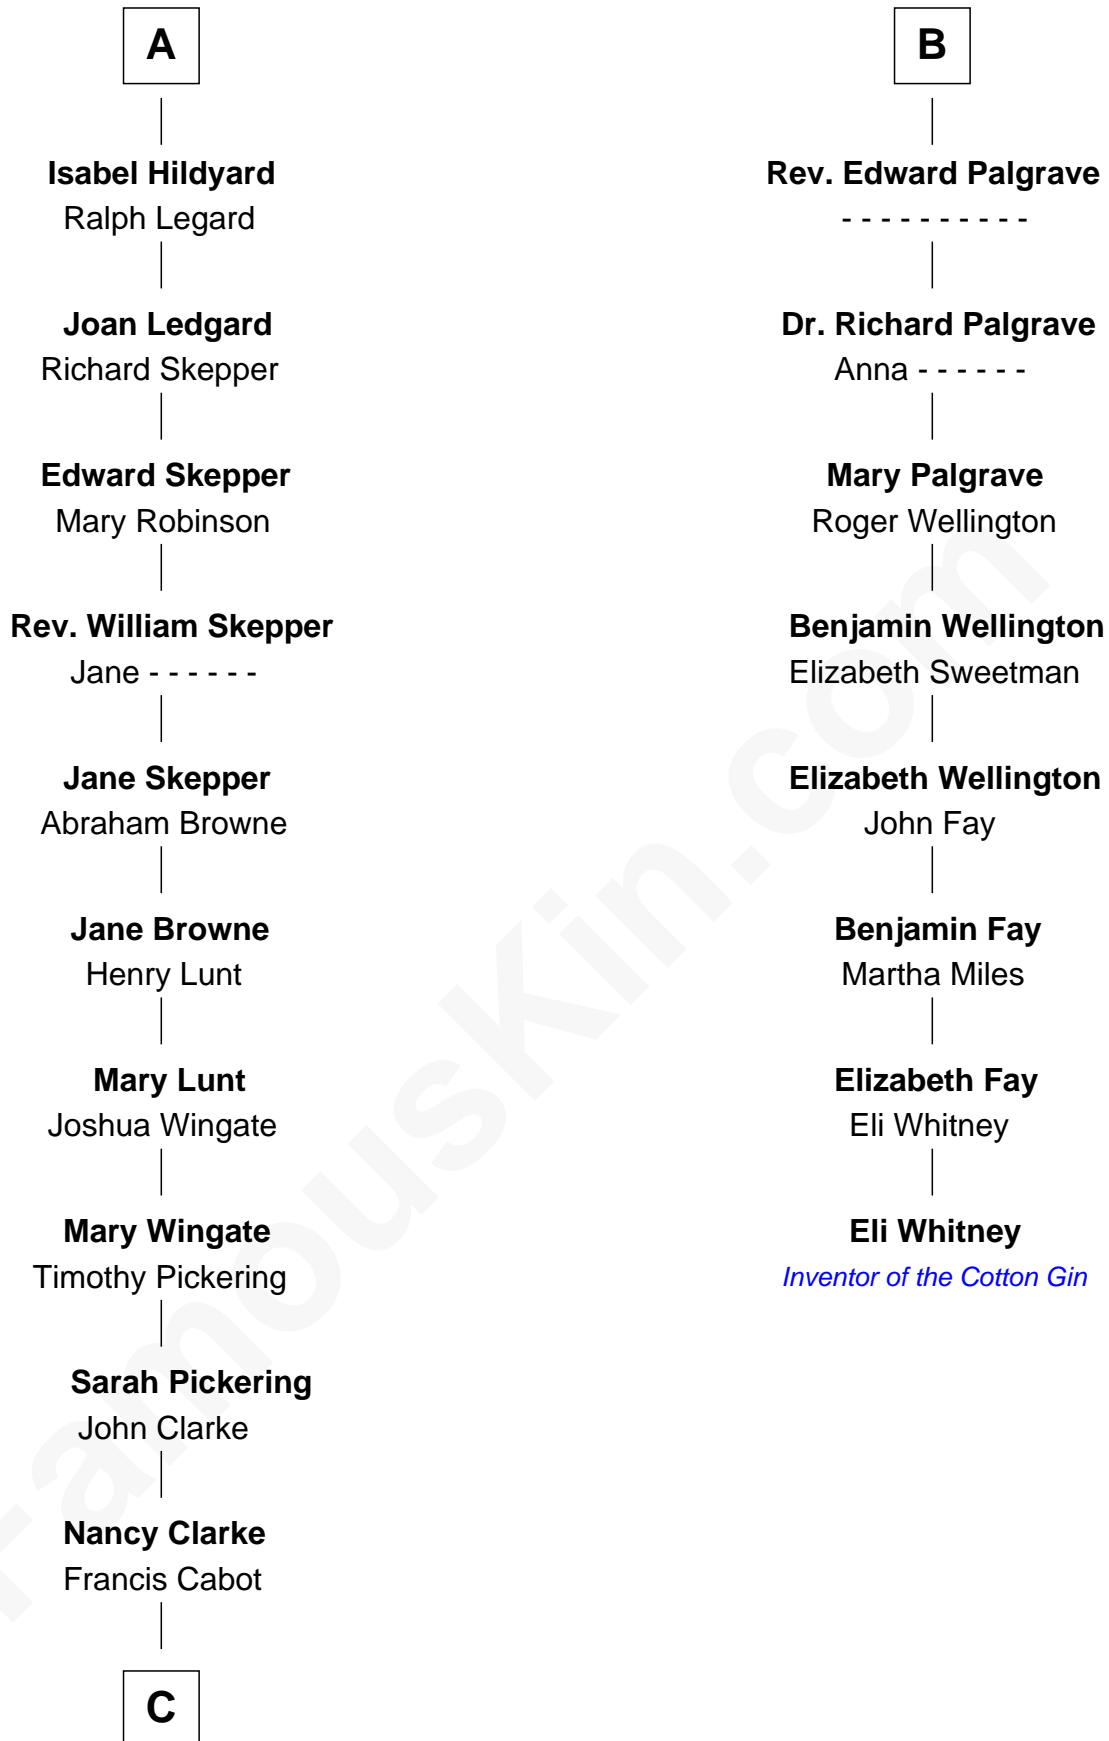 A
Isabel Hildyard
Ralph Legard
Joan Ledgard
Richard Skepper
Edward Skepper
Mary Robinson
Rev. William Skepper
Jane - - - - - -
Jane Skepper
Abraham Browne
Jane Browne
Henry Lunt
Mary Lunt
Joshua Wingate
Mary Wingate
Timothy Pickering
Sarah Pickering
John Clarke
Nancy Clarke
Francis Cabot
C
B
Rev. Edward Palgrave
- - - - - - - - - -
Dr. Richard Palgrave
Anna - - - - - -
Mary Palgrave
Roger Wellington
Benjamin Wellington
Elizabeth Sweetman
Elizabeth Wellington
John Fay
Benjamin Fay
Martha Miles
Elizabeth Fay
Eli Whitney
Eli Whitney
Inventor of the Cotton Gin
FamousKin.com